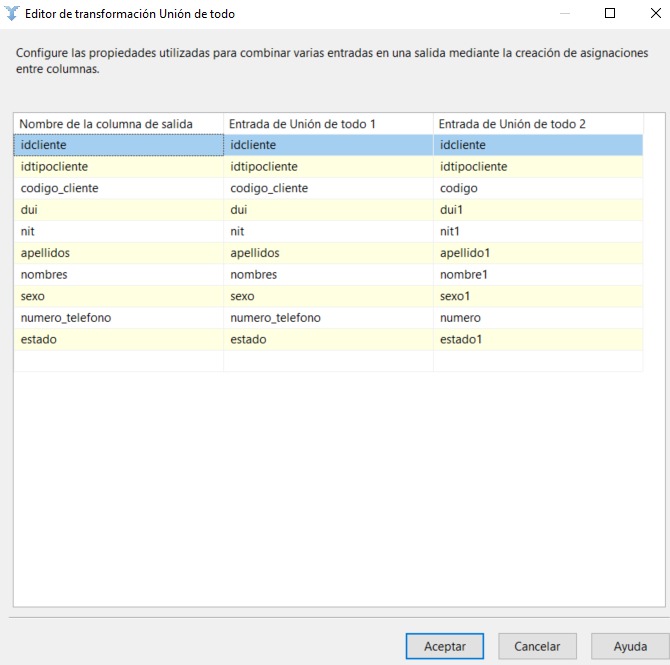 Editor de transformación Unión de todo
Configure las propiedades utilizadas para combinar varias entradas en una salida mediante la creación de asignaciones
entre columnas.
Nombre de la columna de salida Entrada de Unión de todo 1 Entrada de Unión de todo 2
idcliente idcliente idcliente
idtipocliente idtipocliente idtipocliente
codigo_cliente codigo_cliente codigo
dui dui dui1
nit nit nit1
apellidos apellidos apellido1
nombres nombres nombre1
sexo sexo sexo1
numero_telefono numero_telefono numero
estado estado estado1
Aceptar Cancelar Ayuda